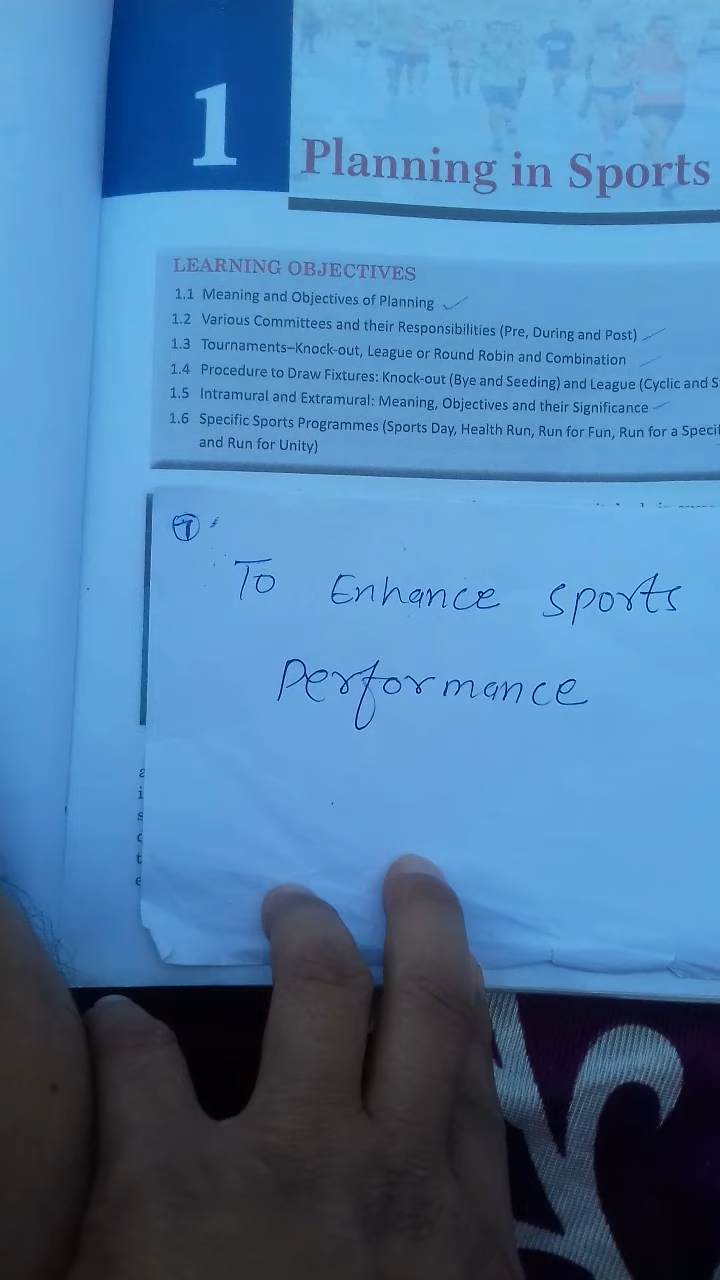 1
Planning in Sports
LEARNING OBJECTIVES
1.1 Meaning and Objectives of Planning
1.2 Various Committees and their Responsibilities (Pre, During and Post)
1.3 Tournaments–Knock-out, League or Round Robin and Combination
1.4 Procedure to Draw Fixtures: Knock-out (Bye and Seeding) and League (Cyclic and S
1.5 Intramural and Extramural: Meaning, Objectives and their Significance
1.6 Specific Sports Programmes (Sports Day, Health Run, Run for Fun, Run for a Specif
and Run for Unity)
To Enhance sports
Performance